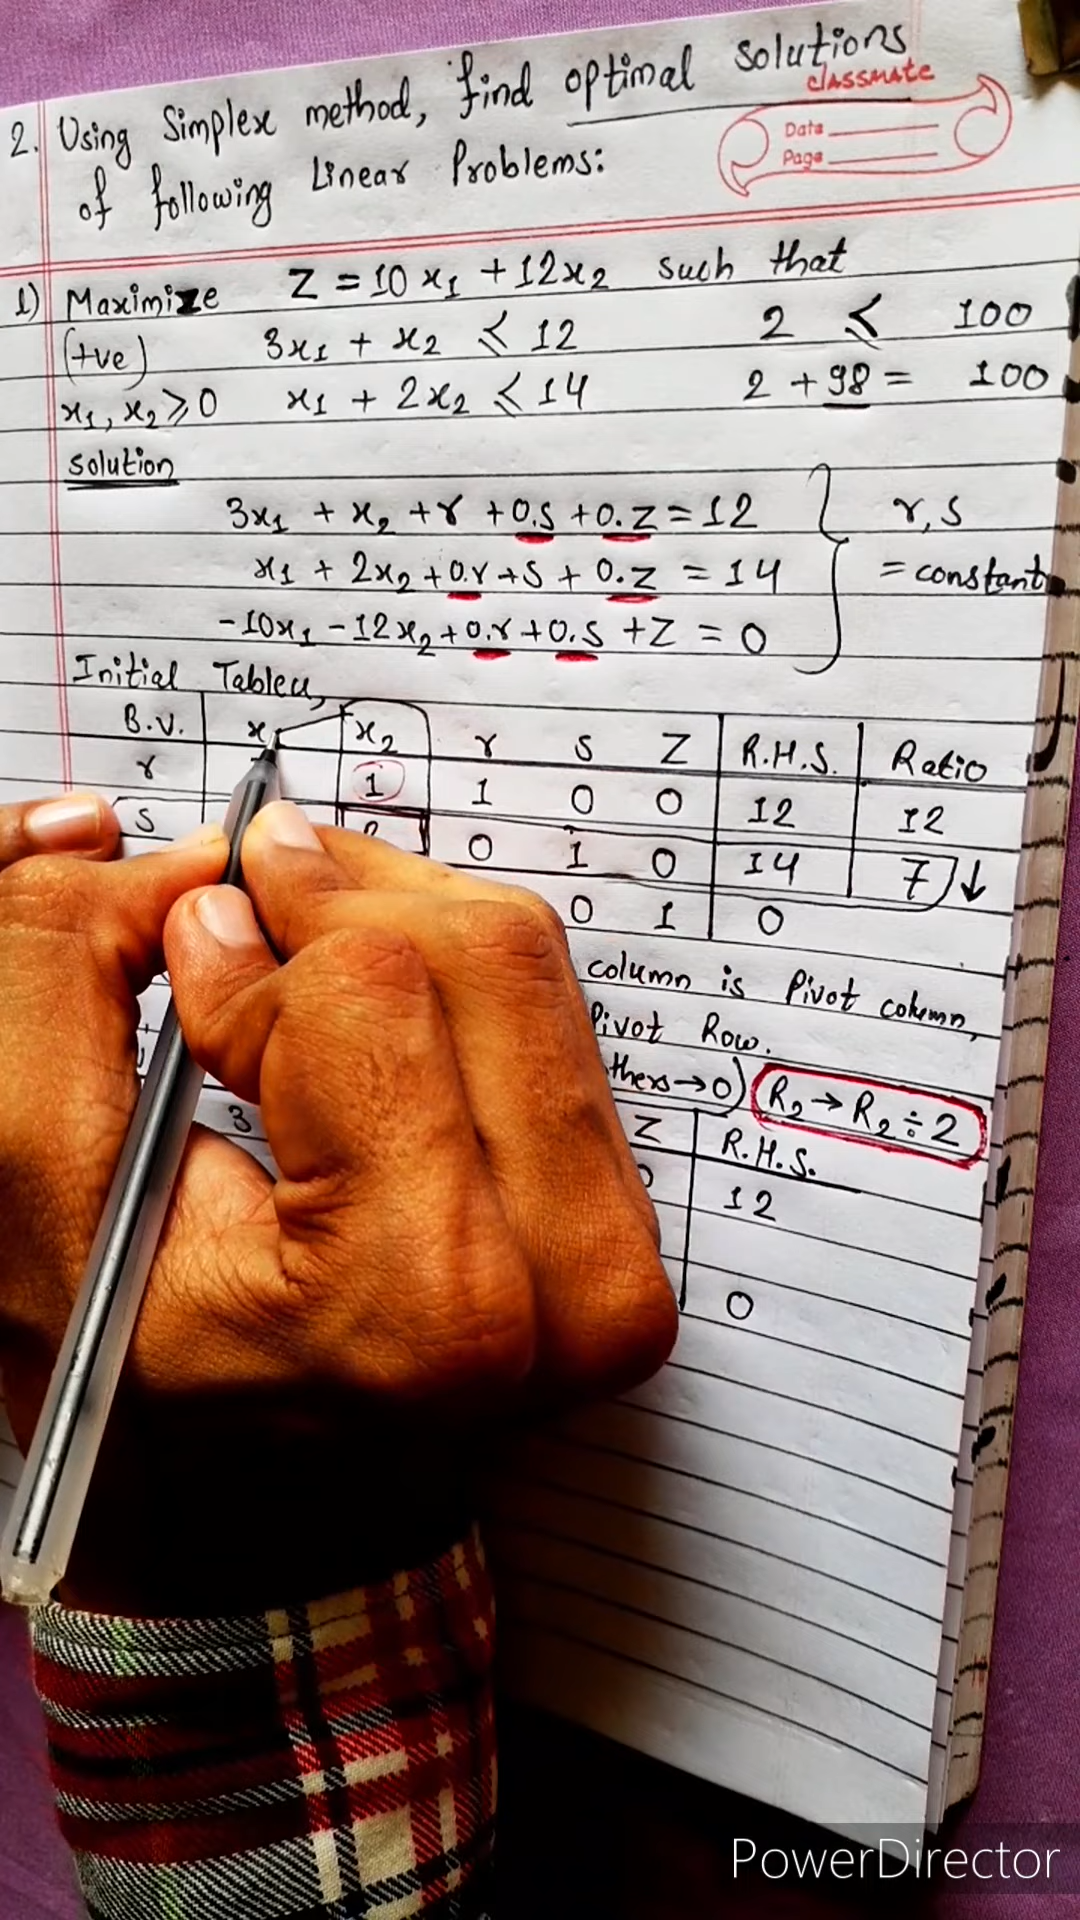 2. Using Simplex method, find optimal solutions
classmate
Date
Page
of following Linear Problems:
1) Maximize Z = 10x₁ + 12x₂ such that
(+ve) 3x₁ + x₂ ≤ 12 2 ≤ 100
x₁, x₂ ≥ 0 x₁ + 2x₂ ≤ 14 2 + 98 = 100
solution
3x₁ + x₂ + r + 0.s + 0.z = 12 r, s
x₁ + 2x₂ + 0.r + s + 0.z = 14 = constant
-10x₁ - 12x₂ + 0.r + 0.s + Z = 0
Initial Tableu,
B.V. x₁ x₂ r s Z R.H.S. Ratio
r 1 1 0 0 12 12
s 0 1 0 14 7 ↓
0 1 0
column is Pivot column,
Pivot Row.
thers → 0) R₂ → R₂ ÷ 2
Z R.H.S.
3 12
0
PowerDirector